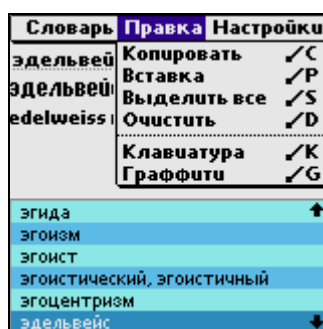 Словарь Правка Настройки
эдельвей
эдельвей
edelweiss
Копировать ✓C
Вставка ✓P
Выделить все ✓S
Очистить ✓D
Клавиатура ✓K
Граффити ✓G
эгида
эгоизм
эгоист
эгоистический, эгоистичный
эгоцентризм
эдельвейс